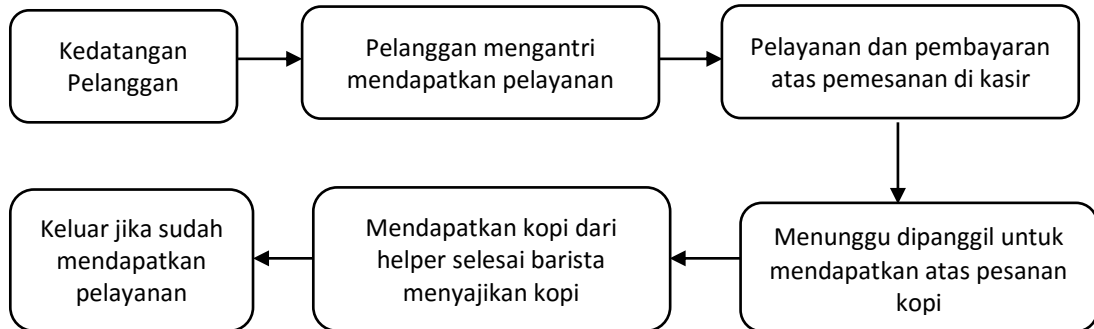 Kedatangan
Pelanggan
Pelanggan mengantri
mendapatkan pelayanan
Pelayanan dan pembayaran
atas pemesanan di kasir
Menunggu dipanggil untuk
mendapatkan atas pesanan
kopi
Mendapatkan kopi dari
helper selesai barista
menyajikan kopi
Keluar jika sudah
mendapatkan
pelayanan